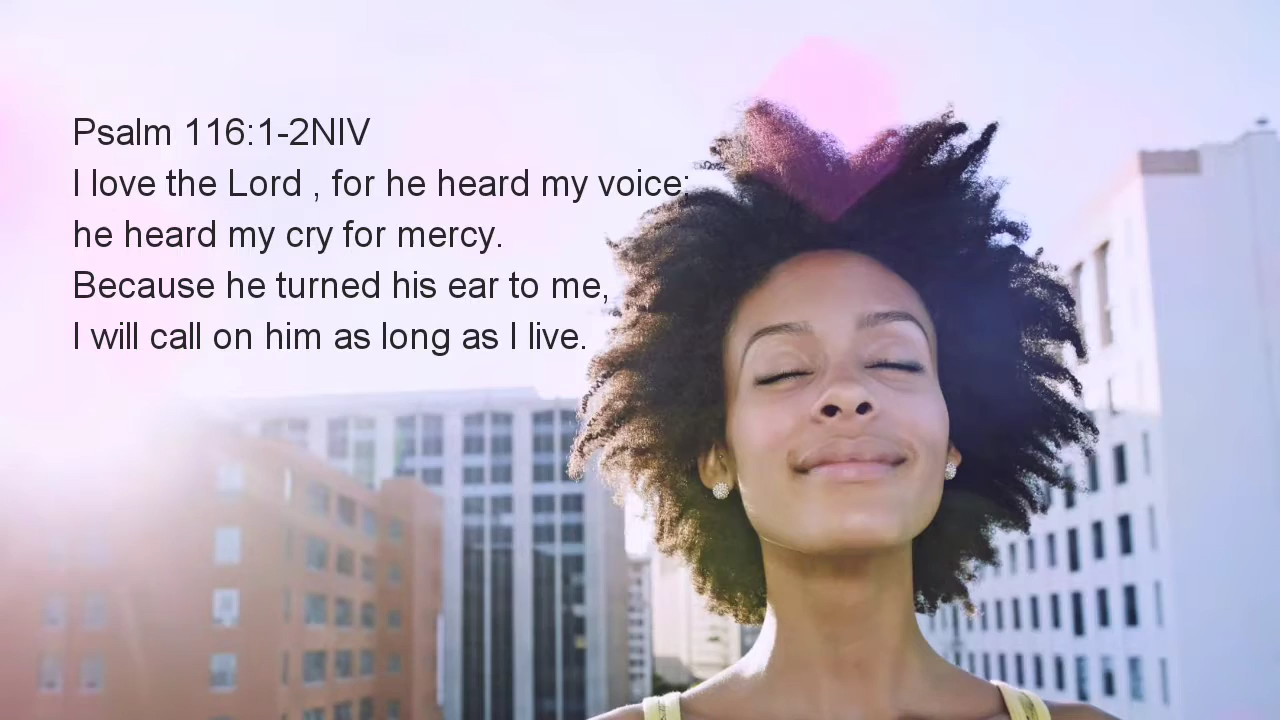 Psalm 116:1-2NIV
I love the Lord , for he heard my voice;
he heard my cry for mercy.
Because he turned his ear to me,
I will call on him as long as I live.